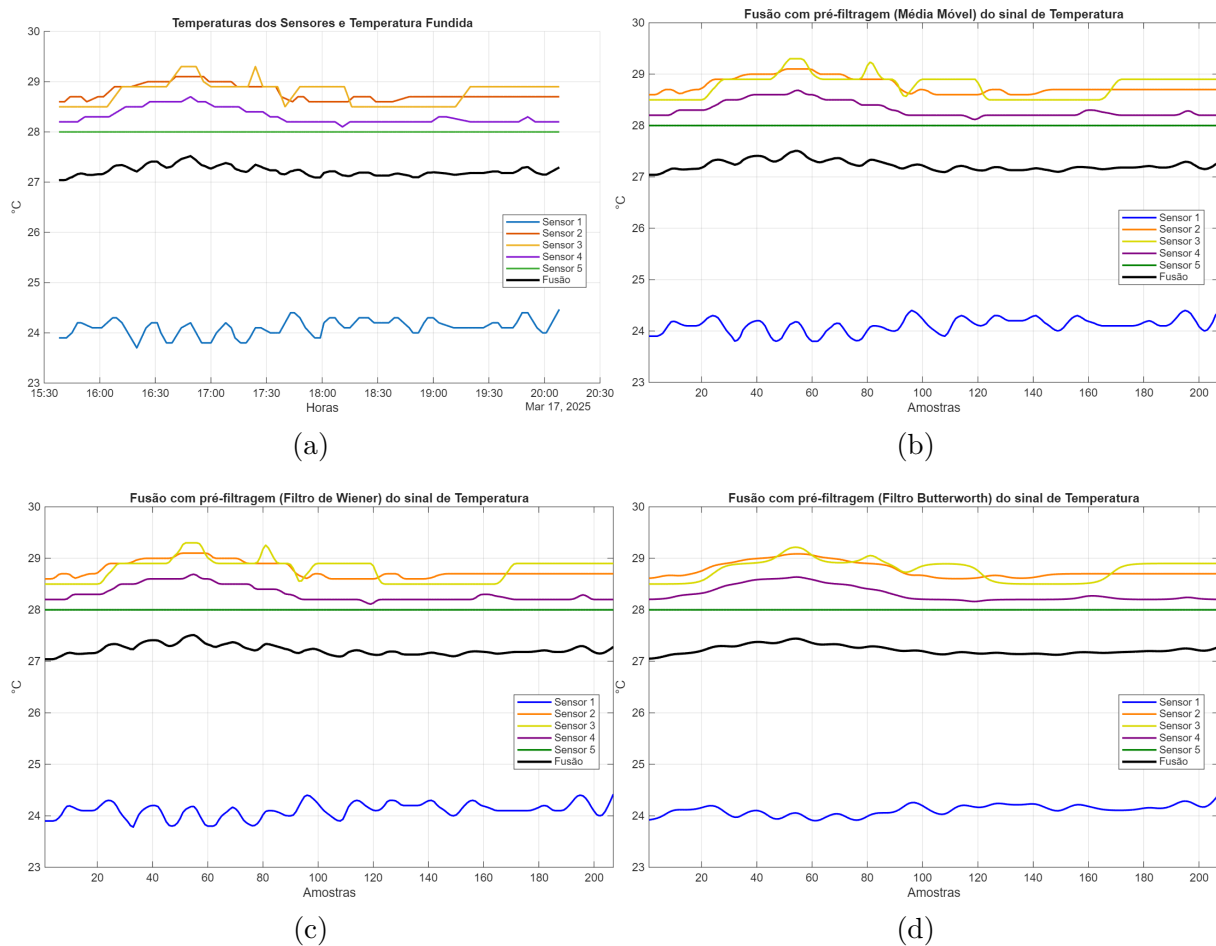 Temperaturas dos Sensores e Temperatura Fundida
30
29
28
27
26
25
24
23
°C
15:30 16:00 16:30 17:00 17:30 18:00 18:30 19:00 19:30 20:00 20:30
Horas
Mar 17, 2025
Sensor 1
Sensor 2
Sensor 3
Sensor 4
Sensor 5
Fusão
(a)
Fusão com pré-filtragem (Média Móvel) do sinal de Temperatura
30
29
28
27
26
25
24
23
°C
20 40 60 80 100 120 140 160 180 200
Amostras
Sensor 1
Sensor 2
Sensor 3
Sensor 4
Sensor 5
Fusão
(b)
Fusão com pré-filtragem (Filtro de Wiener) do sinal de Temperatura
30
29
28
27
26
25
24
23
°C
20 40 60 80 100 120 140 160 180 200
Amostras
Sensor 1
Sensor 2
Sensor 3
Sensor 4
Sensor 5
Fusão
(c)
Fusão com pré-filtragem (Filtro Butterworth) do sinal de Temperatura
30
29
28
27
26
25
24
23
°C
20 40 60 80 100 120 140 160 180 200
Amostras
Sensor 1
Sensor 2
Sensor 3
Sensor 4
Sensor 5
Fusão
(d)